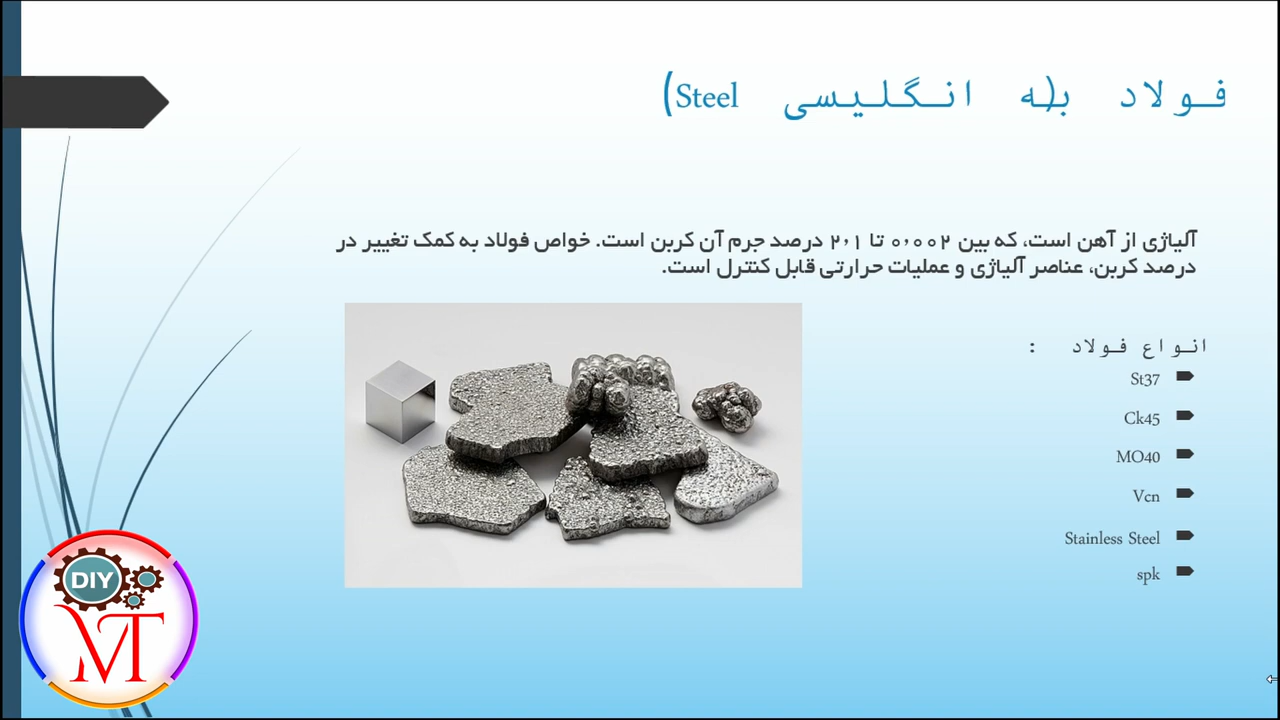 فولاد (به انگلیسی Steel)
آلیاژی از آهن است، که بین ۰٫۰۰۲ تا ۲٫۱ درصد جرم آن کربن است. خواص فولاد به کمک تغییر در
درصد کربن، عناصر آلیاژی و عملیات حرارتی قابل کنترل است.
انواع فولاد :
St37
Ck45
MO40
Vcn
Stainless Steel
spk
DIY
VT